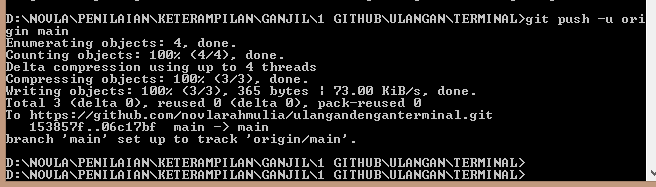 D:\NOVLA\PENILAIAN\KETERAMPILAN\GANJIL\1 GITHUB\ULANGAN\TERMINAL>git push -u ori
gin main
Enumerating objects: 4, done.
Counting objects: 100% (4/4), done.
Delta compression using up to 4 threads
Compressing objects: 100% (3/3), done.
Writing objects: 100% (3/3), 365 bytes ¦ 73.00 KiB/s, done.
Total 3 (delta 0), reused 0 (delta 0), pack-reused 0
To https://github.com/novlarahmulia/ulangandenganterminal.git
   153857f..06c17bf  main -> main
branch 'main' set up to track 'origin/main'.
D:\NOVLA\PENILAIAN\KETERAMPILAN\GANJIL\1 GITHUB\ULANGAN\TERMINAL>
D:\NOVLA\PENILAIAN\KETERAMPILAN\GANJIL\1 GITHUB\ULANGAN\TERMINAL>